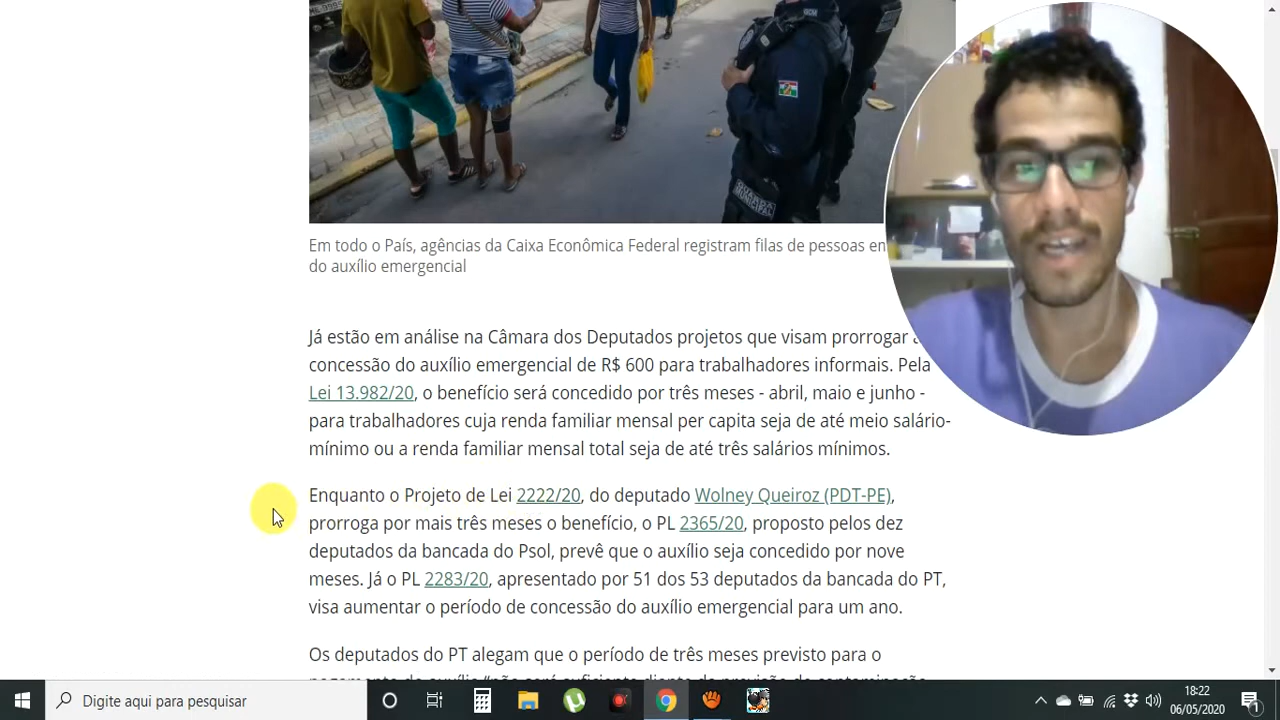 Em todo o País, agências da Caixa Econômica Federal registram filas de pessoas en
do auxílio emergencial
Já estão em análise na Câmara dos Deputados projetos que visam prorrogar a
concessão do auxílio emergencial de R$ 600 para trabalhadores informais. Pela
Lei 13.982/20, o benefício será concedido por três meses - abril, maio e junho -
para trabalhadores cuja renda familiar mensal per capita seja de até meio salário-
mínimo ou a renda familiar mensal total seja de até três salários mínimos.
Enquanto o Projeto de Lei 2222/20, do deputado Wolney Queiroz (PDT-PE),
prorroga por mais três meses o benefício, o PL 2365/20, proposto pelos dez
deputados da bancada do Psol, prevê que o auxílio seja concedido por nove
meses. Já o PL 2283/20, apresentado por 51 dos 53 deputados da bancada do PT,
visa aumentar o período de concessão do auxílio emergencial para um ano.
Os deputados do PT alegam que o período de três meses previsto para o
Digite aqui para pesquisar
18:22
06/05/2020
1